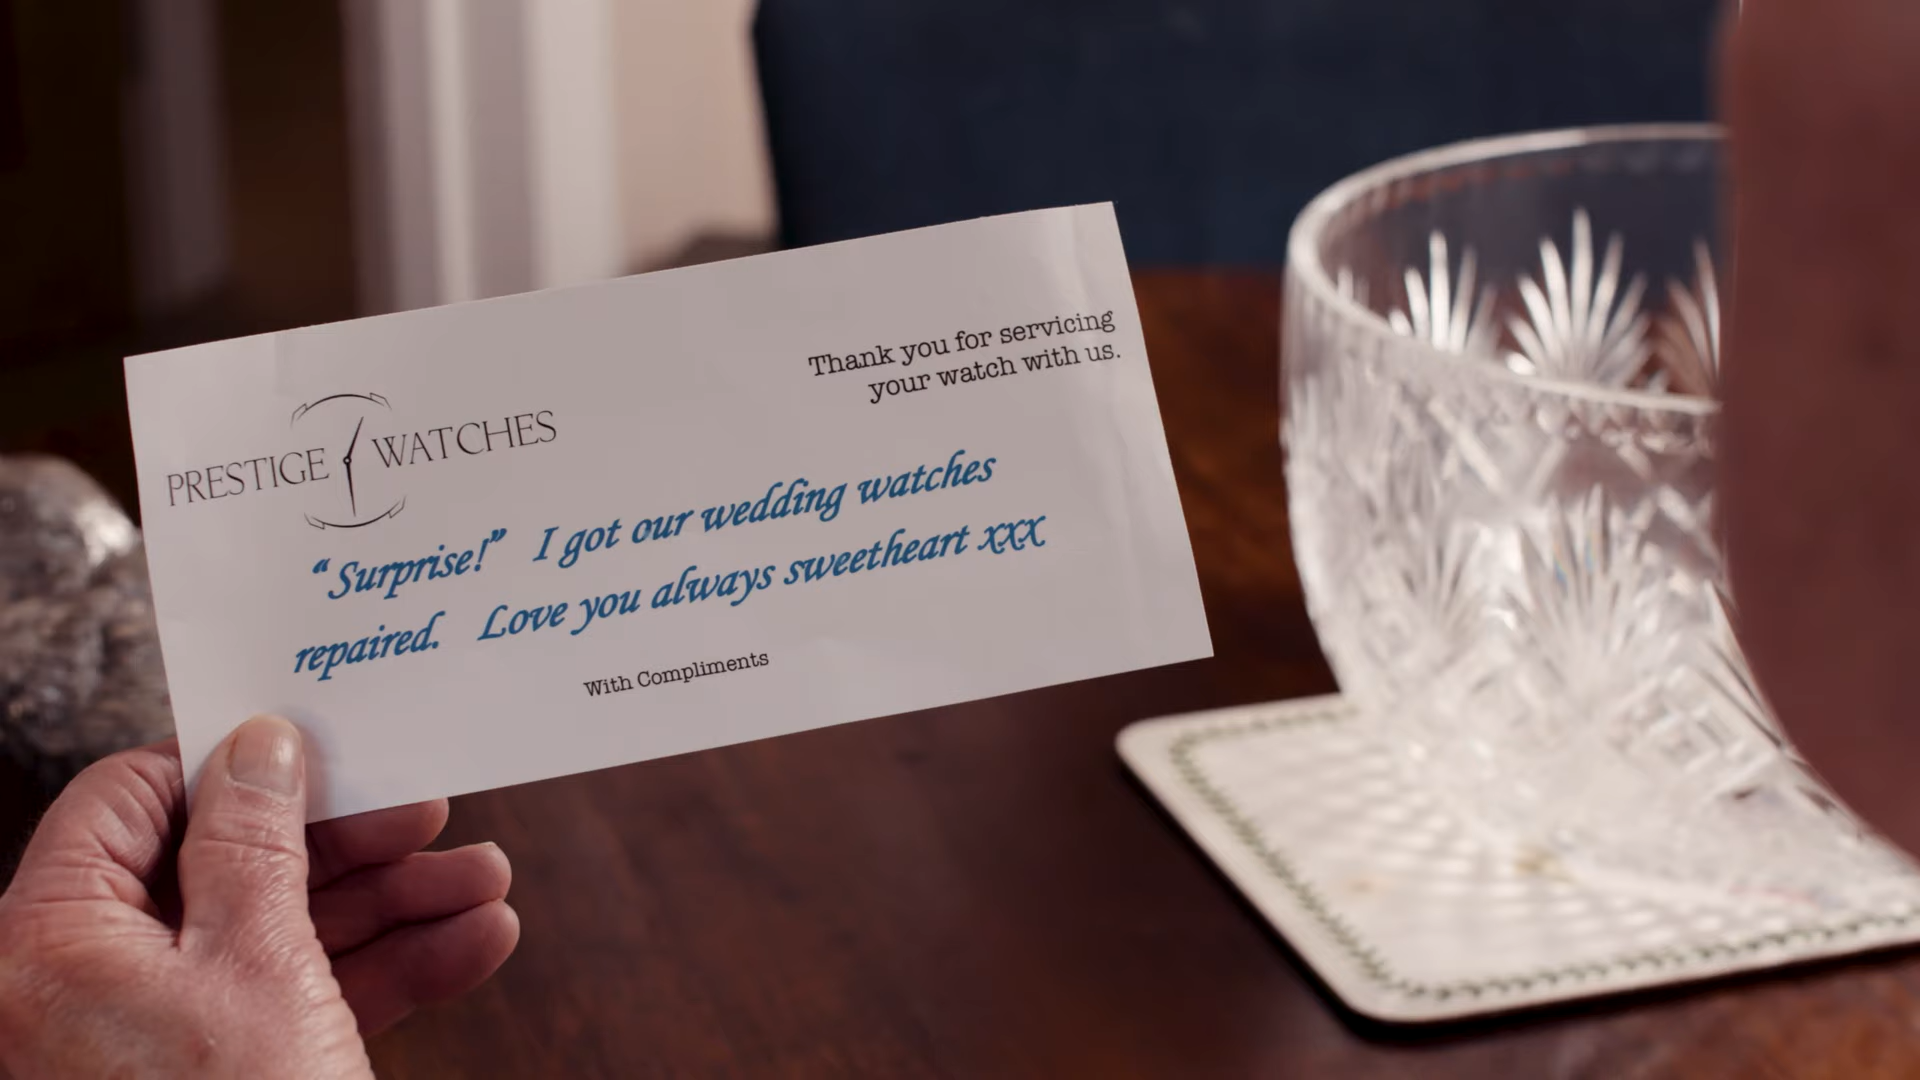 Thank you for servicing
your watch with us.
PRESTIGE WATCHES
“Surprise!” I got our wedding watches
repaired. Love you always sweetheart xxx
With Compliments